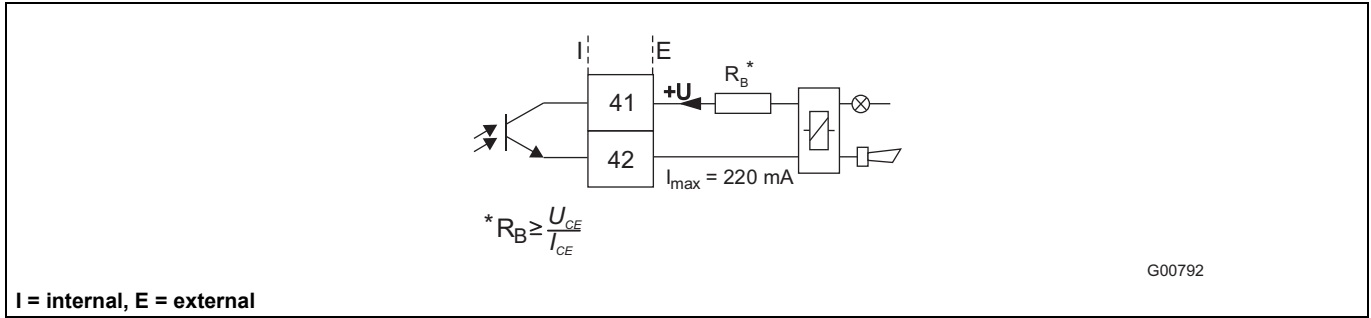 I E
R_B*
41 +U
42
I_max = 220 mA
*R_B ≥ U_CE / I_CE
G00792
I = internal, E = external